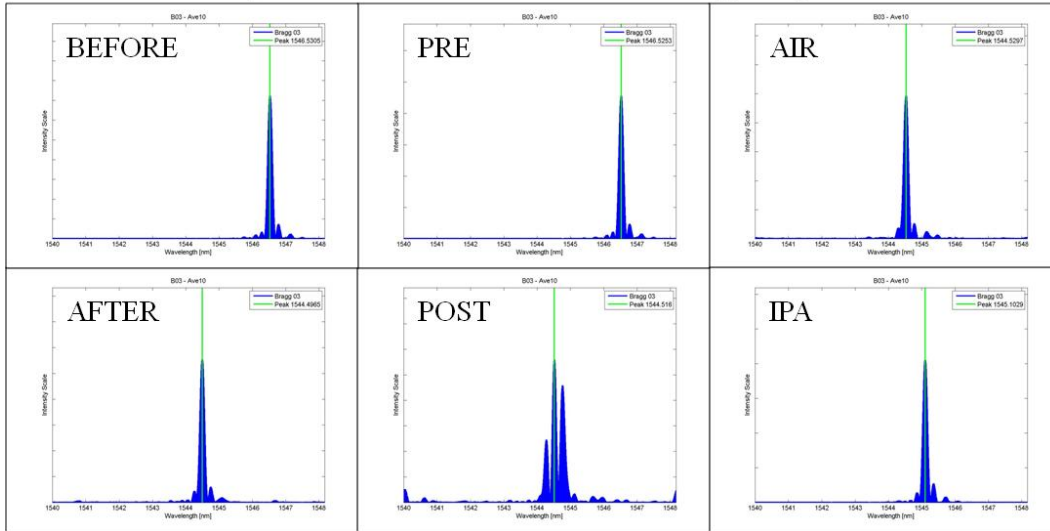 B03 - Ave10
BEFORE
Bragg 03
Peak 1546.5305
Intensity Scale
1540 1541 1542 1543 1544 1545 1546 1547 1548
Wavelength [nm]
B03 - Ave10
PRE
Bragg 03
Peak 1546.5253
Intensity Scale
1540 1541 1542 1543 1544 1545 1546 1547 1548
Wavelength [nm]
B03 - Ave10
AIR
Bragg 03
Peak 1544.5297
Intensity Scale
1540 1541 1542 1543 1544 1545 1546 1547 1548
Wavelength [nm]
B03 - Ave10
AFTER
Bragg 03
Peak 1544.4965
Intensity Scale
1540 1541 1542 1543 1544 1545 1546 1547 1548
Wavelength [nm]
B03 - Ave10
POST
Bragg 03
Peak 1544.516
Intensity Scale
1540 1541 1542 1543 1544 1545 1546 1547 1548
Wavelength [nm]
B03 - Ave10
IPA
Bragg 03
Peak 1545.1029
Intensity Scale
1540 1541 1542 1543 1544 1545 1546 1547 1548
Wavelength [nm]